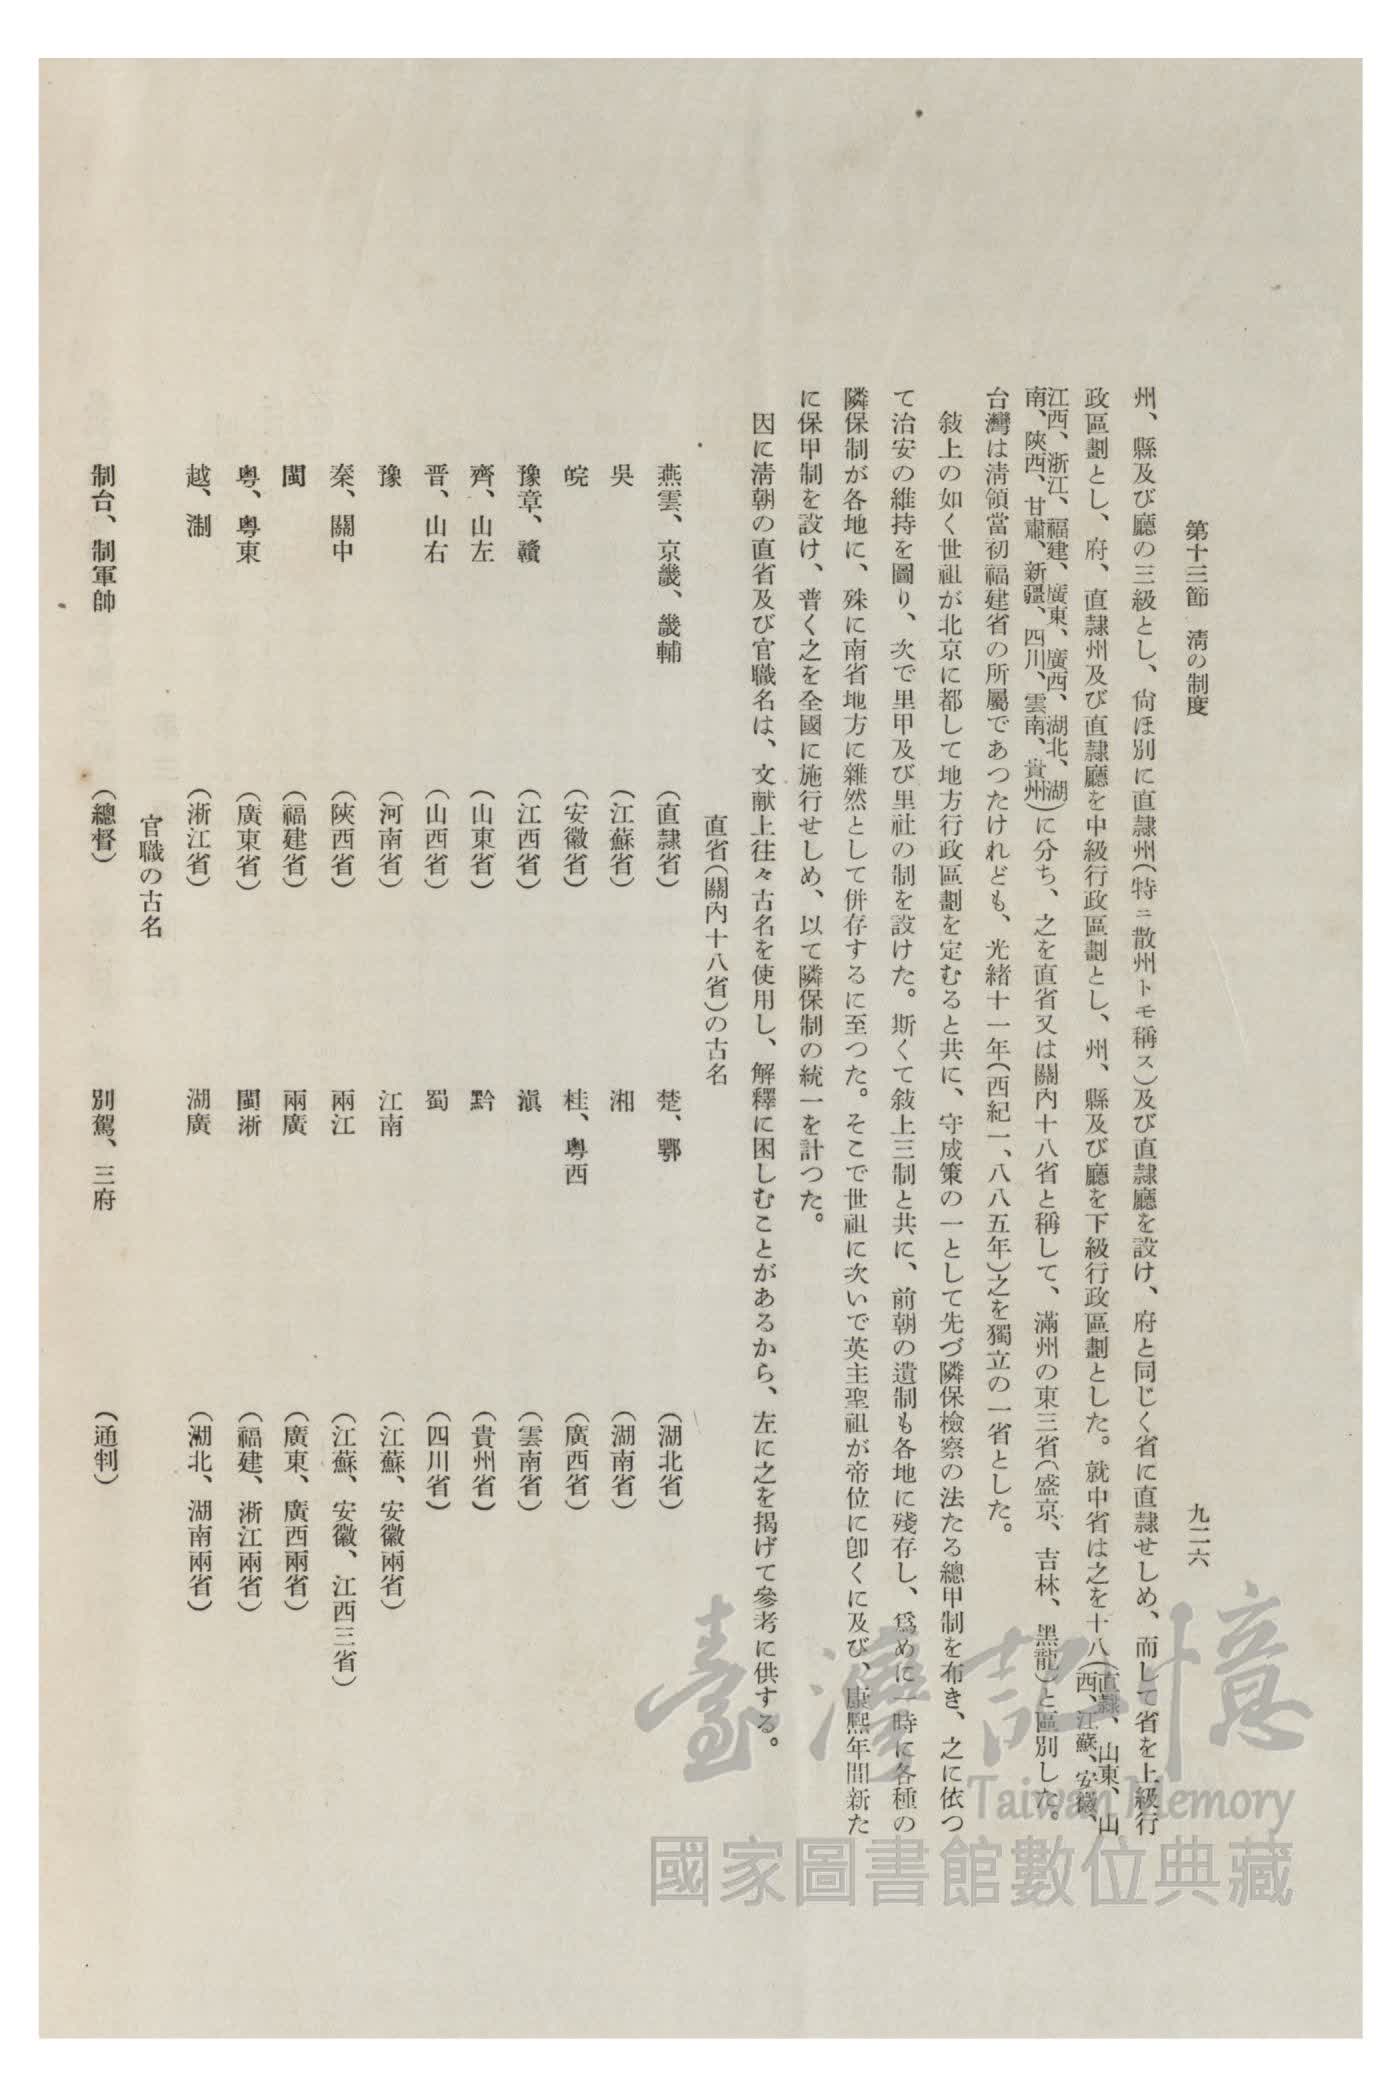 第十三節　淸の制度
九二六
州、縣及び廳の三級とし、尙ほ別に直隷州(特ニ散州トモ稱ス)及び直隷廳を設け、府と同じく省に直隷せしめ、而して省を上級行
政區劃とし、府、直隷州及び直隷廳を中級行政區劃とし、州、縣及び廳を下級行政區劃とした。就中省は之を十八(直隷、山東、山西、江蘇、安徽、
江西、浙江、福建、廣東、廣西、湖北、湖南、陝西、甘肅、新疆、四川、雲南、貴州)に分ち、之を直省又は關內十八省と稱して、滿州の東三省(盛京、吉林、黑龍)と區別した。
台灣は淸領當初福建省の所屬であつたけれども、光緖十一年(西紀一、八八五年)之を獨立の一省とした。
敍上の如く世祖が北京に都して地方行政區劃を定むると共に、守成策の一として先づ隣保檢察の法たる總甲制を布き、之に依つ
て治安の維持を圖り、次で里甲及び里社の制を設けた。斯くて敍上三制と共に、前朝の遺制も各地に殘存し、爲めに一時に各種の
隣保制が各地に、殊に南省地方に雜然として併存するに至つた。そこで世祖に次いで英主聖祖が帝位に卽くに及び、康熙年間新た
に保甲制を設け、普く之を全國に施行せしめ、以て隣保制の統一を計つた。
因に淸朝の直省及び官職名は、文献上往々古名を使用し、解釋に困しむことがあるから、左に之を揭げて參考に供する。
直省(關內十八省)の古名
燕雲、京畿、畿輔　(直隷省)　楚、鄂　(湖北省)
吳　(江蘇省)　湘　(湖南省)
皖　(安徽省)　桂、粤西　(廣西省)
豫章、贛　(江西省)　滇　(雲南省)
齊、山左　(山東省)　黔　(貴州省)
晋、山右　(山西省)　蜀　(四川省)
豫　(河南省)　江南　(江蘇、安徽兩省)
秦、關中　(陝西省)　兩江　(江蘇、安徽、江西三省)
閩　(福建省)　兩廣　(廣東、廣西兩省)
粤、粤東　(廣東省)　閩浙　(福建、浙江兩省)
越、淛　(浙江省)　湖廣　(湖北、湖南兩省)
官職の古名
制台、制軍帥　(總督)　別駕、三府　(通判)
臺灣記憶
Taiwan Memory
國家圖書館數位典藏